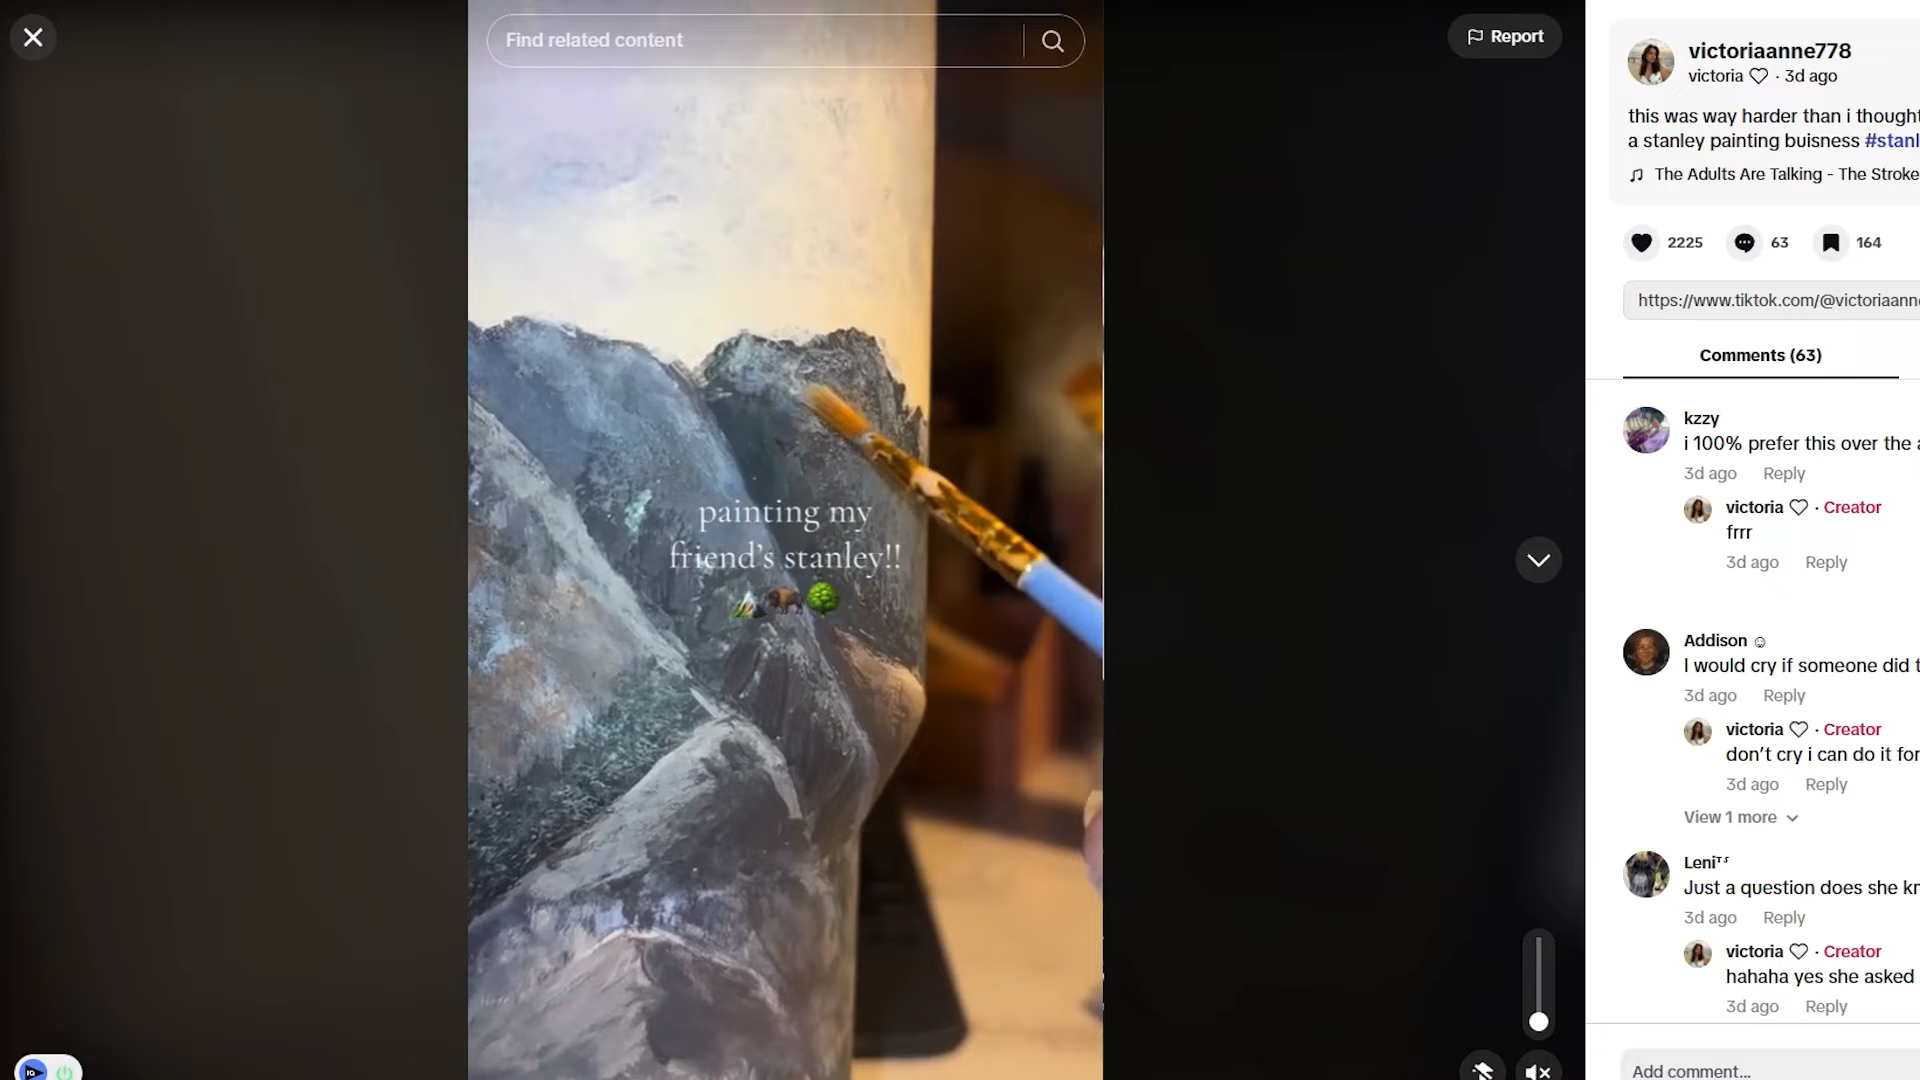 Find related content
Report
painting my
friend's stanley!!
victoriaanne778
victoria ♡ · 3d ago
this was way harder than i thought
a stanley painting buisness #stanl
The Adults Are Talking - The Stroke
2225
63
164
https://www.tiktok.com/@victoriaann
Comments (63)
kzzy
i 100% prefer this over the a
3d ago Reply
victoria ♡ · Creator
frrr
3d ago Reply
Addison ☺
I would cry if someone did t
3d ago Reply
victoria ♡ · Creator
don't cry i can do it for
3d ago Reply
View 1 more
Leniᵀᶠ
Just a question does she kn
3d ago Reply
victoria ♡ · Creator
hahaha yes she asked
3d ago Reply
Add comment...